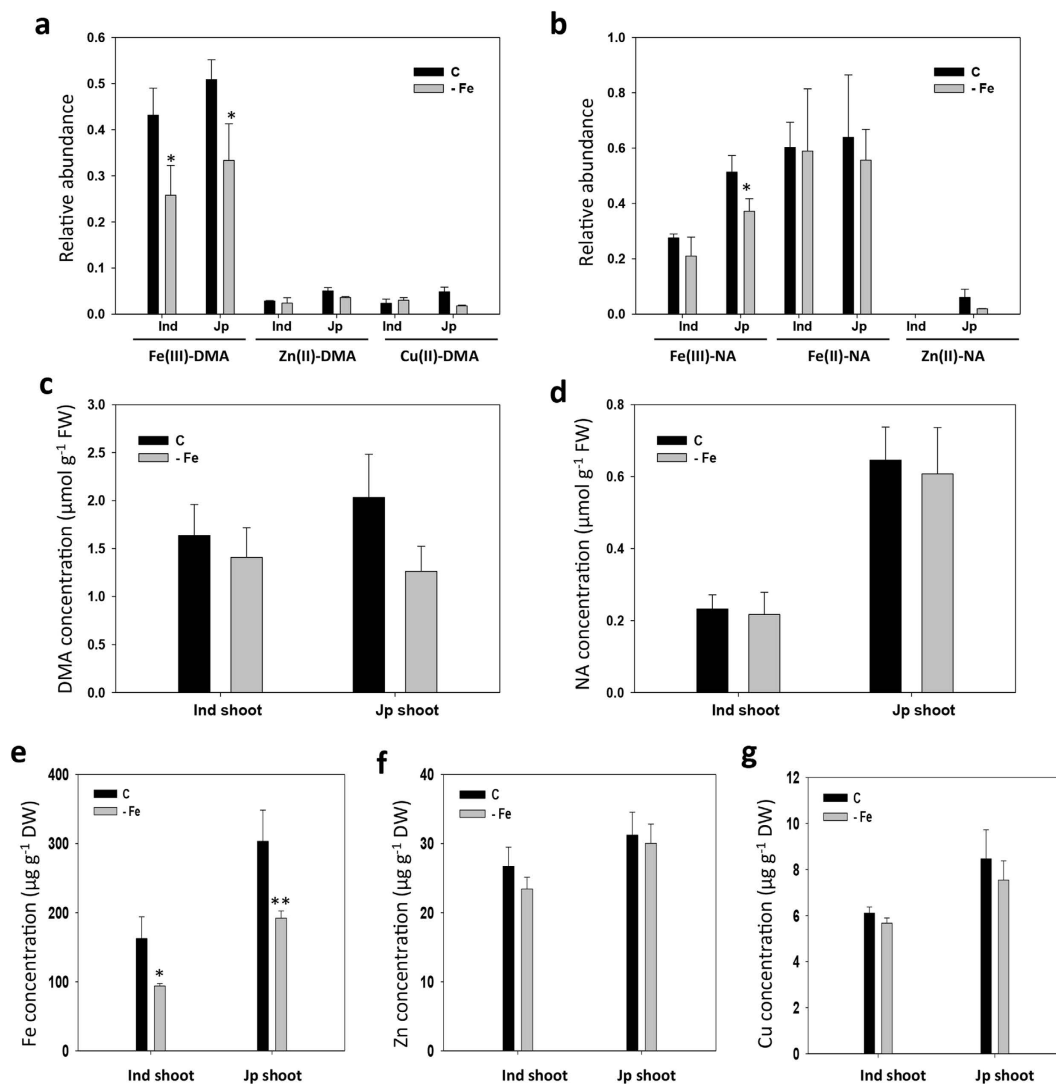 a
0.6
0.5
0.4
0.3
0.2
0.1
0.0
Relative abundance
C
- Fe
*
*
Ind Jp Ind Jp Ind Jp
Fe(III)-DMA Zn(II)-DMA Cu(II)-DMA
b
1.0
0.8
0.6
0.4
0.2
0.0
Relative abundance
C
- Fe
*
Ind Jp Ind Jp Ind Jp
Fe(III)-NA Fe(II)-NA Zn(II)-NA
c
3.0
2.5
2.0
1.5
1.0
0.5
0.0
DMA concentration (µmol g⁻¹ FW)
C
- Fe
Ind shoot Jp shoot
d
0.8
0.6
0.4
0.2
0.0
NA concentration (µmol g⁻¹ FW)
C
- Fe
Ind shoot Jp shoot
e
400
300
200
100
0
Fe concentration (µg g⁻¹ DW)
C
- Fe
*
**
Ind shoot Jp shoot
f
40
30
20
10
0
Zn concentration (µg g⁻¹ DW)
C
- Fe
Ind shoot Jp shoot
g
12
10
8
6
4
2
0
Cu concentration (µg g⁻¹ DW)
C
- Fe
Ind shoot Jp shoot